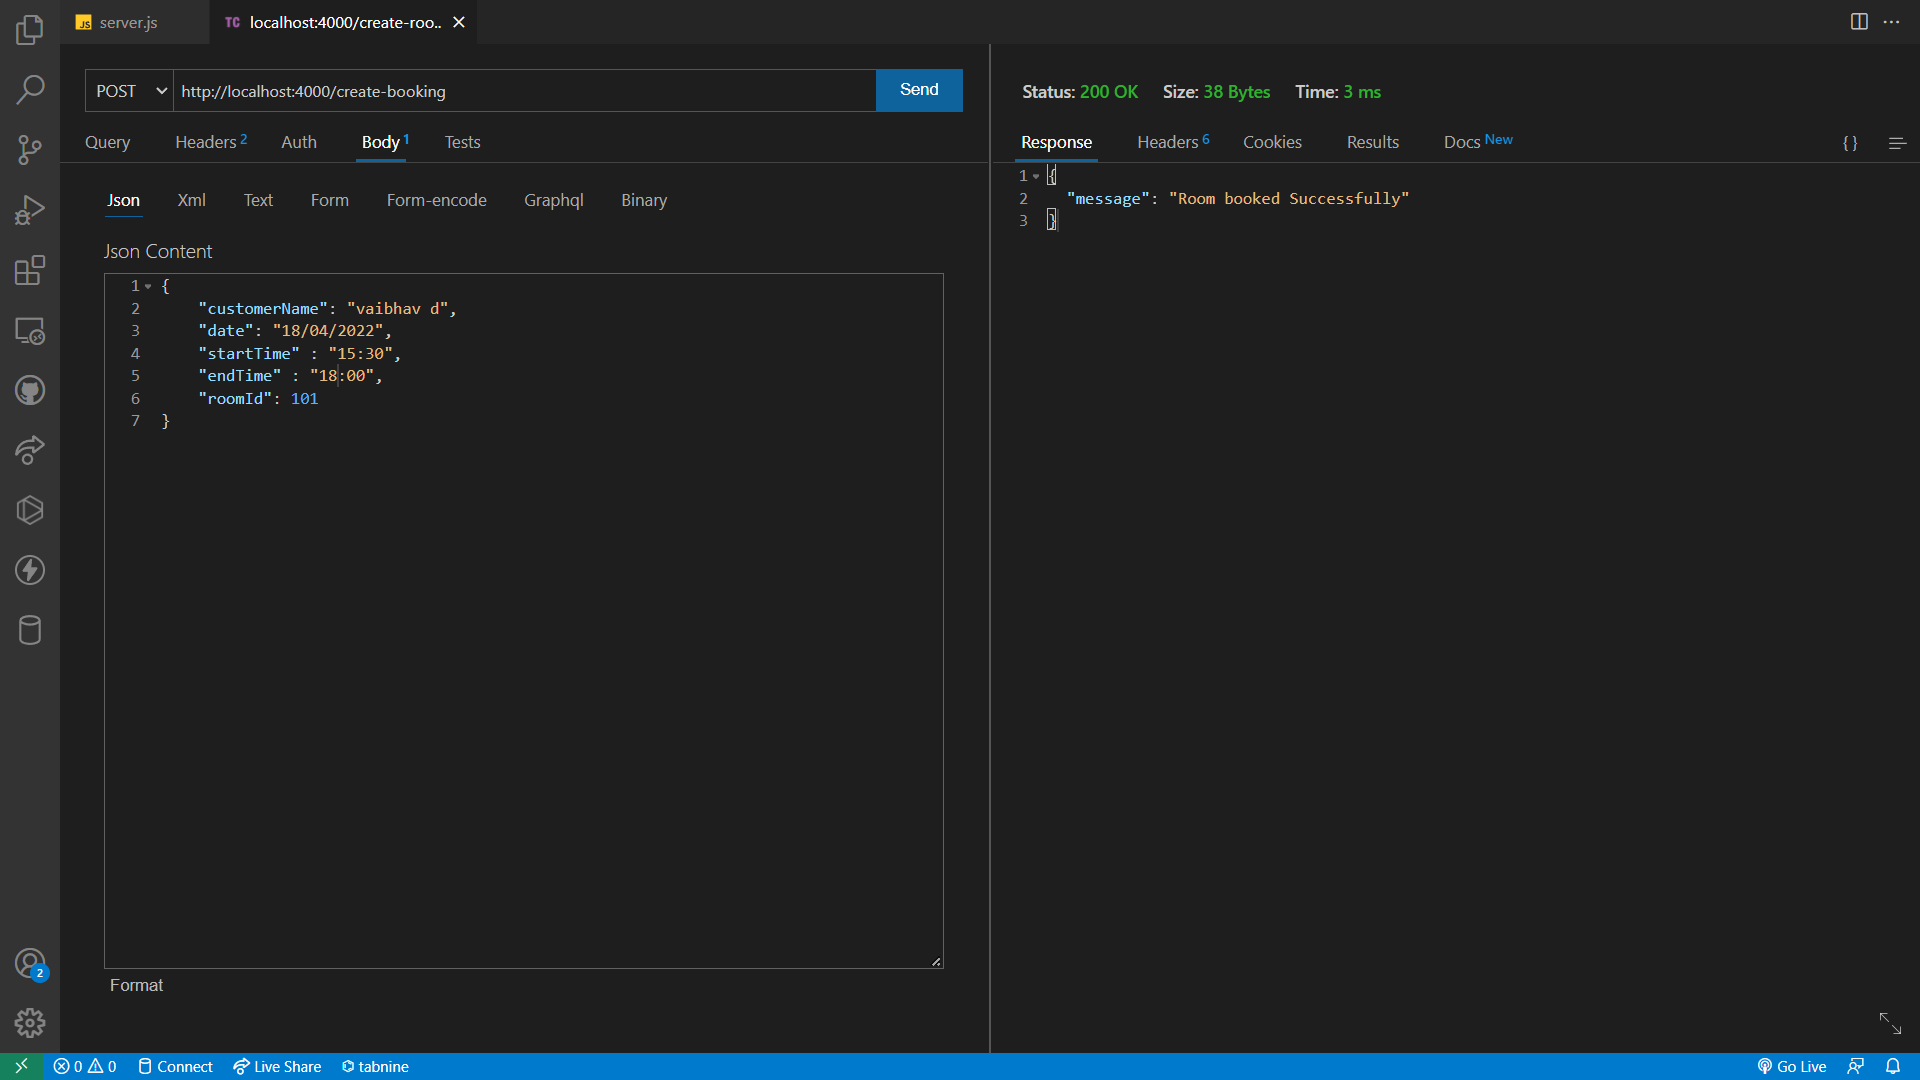 server.js
TC localhost:4000/create-roo..
POST http://localhost:4000/create-booking Send
Query Headers 2 Auth Body 1 Tests
Json Xml Text Form Form-encode Graphql Binary
Json Content
1 {
2 "customerName": "vaibhav d",
3 "date": "18/04/2022",
4 "startTime" : "15:30",
5 "endTime" : "18:00",
6 "roomId": 101
7 }
Format
Status: 200 OK Size: 38 Bytes Time: 3 ms
Response Headers 6 Cookies Results Docs New { }
1 {
2 "message": "Room booked Successfully"
3 }
2
0 0 Connect Live Share tabnine Go Live